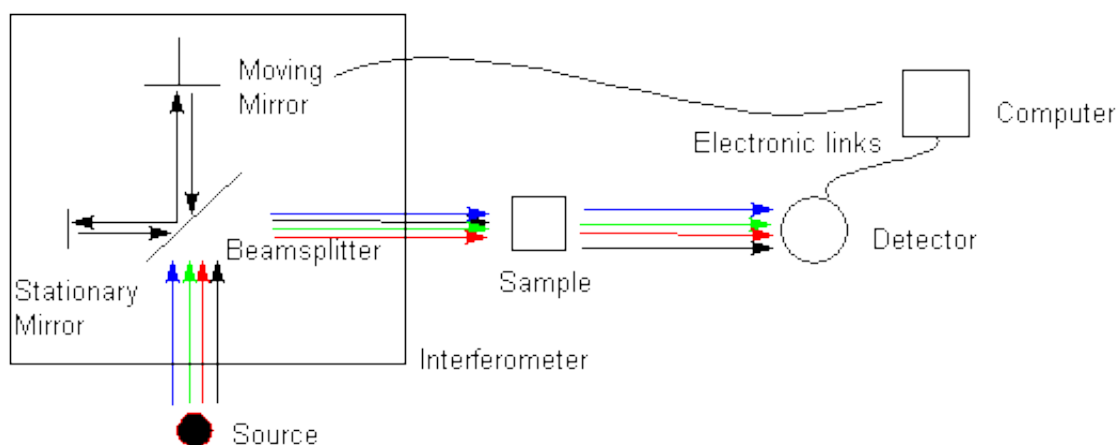 Moving
Mirror
Computer
Electronic links
Beamsplitter
Detector
Sample
Stationary
Mirror
Interferometer
Source